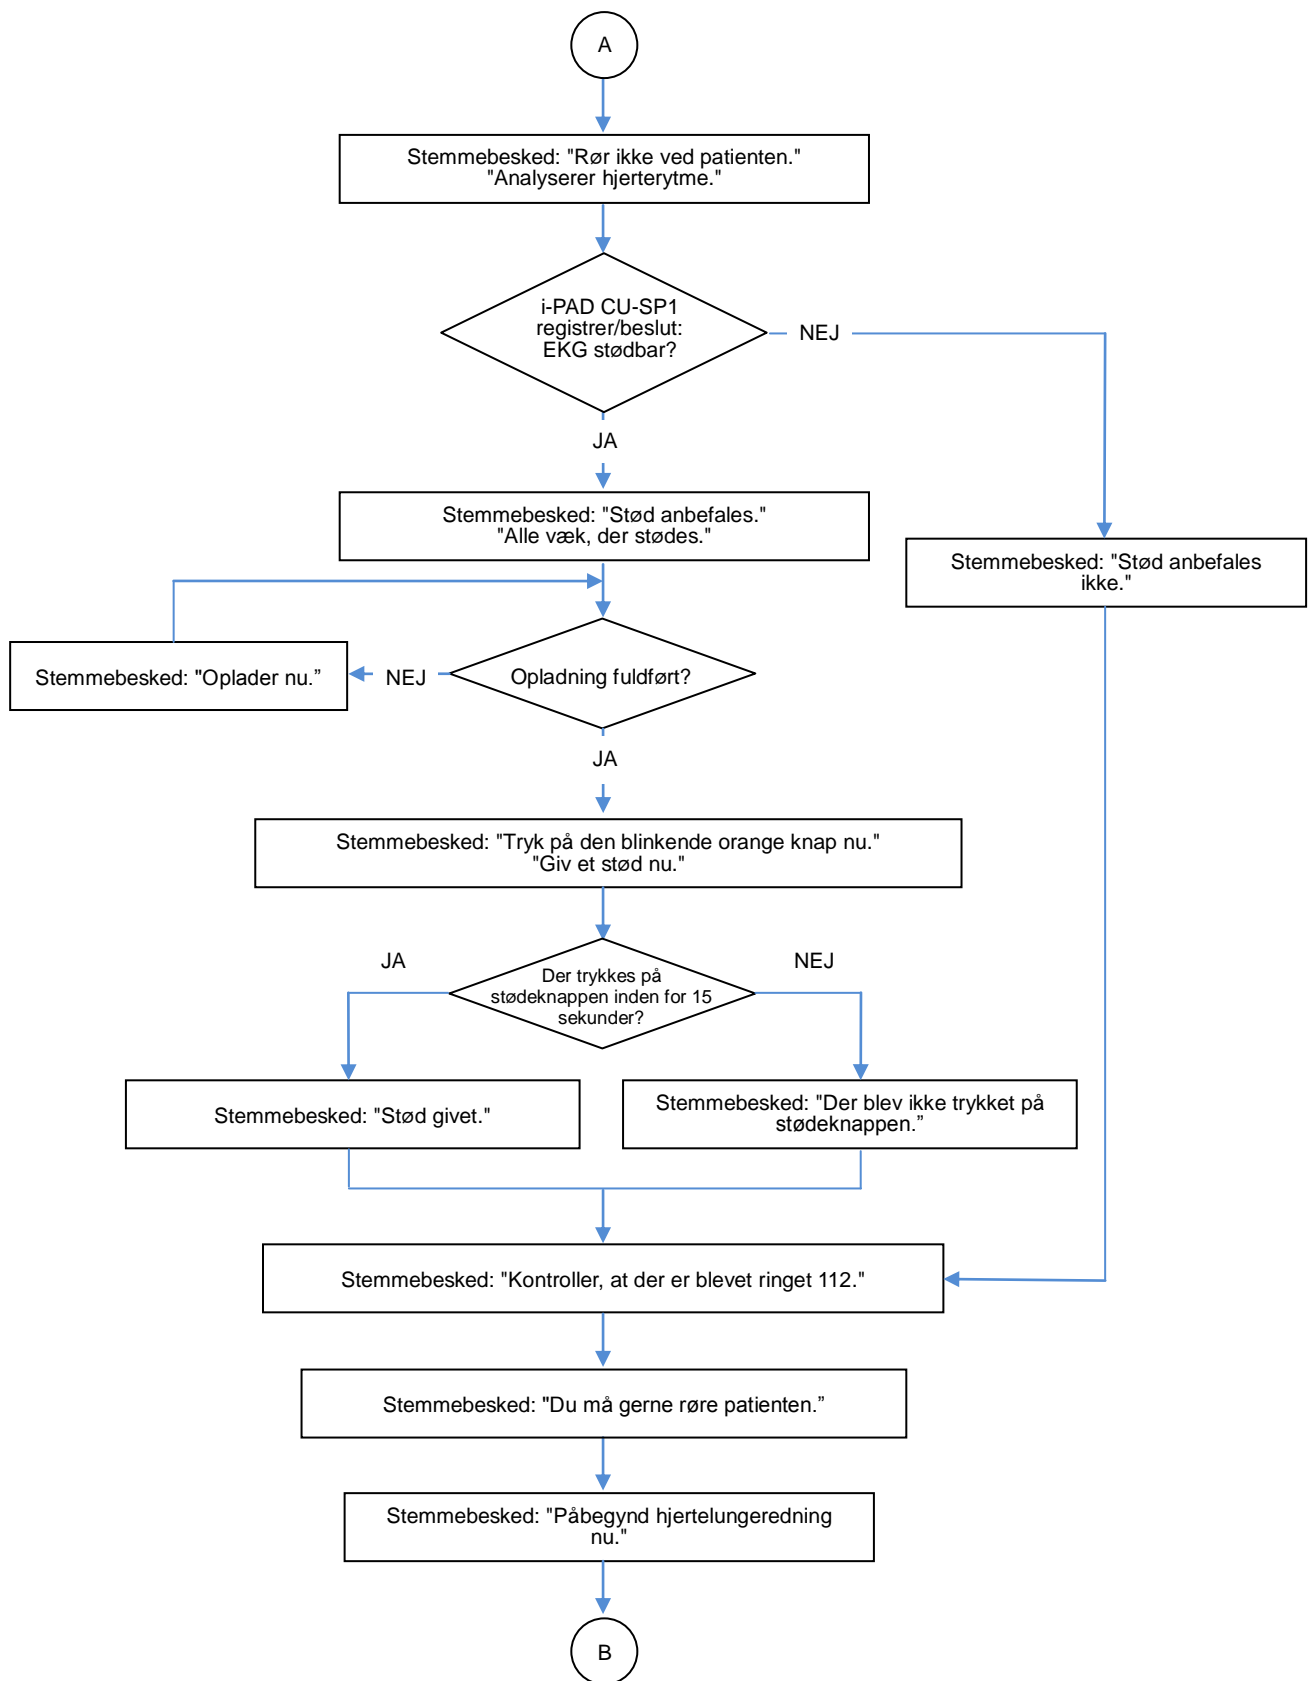 A
Stemmebesked: "Rør ikke ved patienten."
"Analyserer hjerterytme."
i-PAD CU-SP1
registrer/beslut:
EKG stødbar?
NEJ
JA
Stemmebesked: "Stød anbefales."
"Alle væk, der stødes."
Stemmebesked: "Stød anbefales
ikke."
Stemmebesked: "Oplader nu.”
NEJ
Opladning fuldført?
JA
Stemmebesked: "Tryk på den blinkende orange knap nu."
"Giv et stød nu."
JA
NEJ
Der trykkes på
stødeknappen inden for 15
sekunder?
Stemmebesked: "Stød givet."
Stemmebesked: "Der blev ikke trykket på
stødeknappen.”
Stemmebesked: "Kontroller, at der er blevet ringet 112."
Stemmebesked: "Du må gerne røre patienten.”
Stemmebesked: "Påbegynd hjertelungeredning
nu."
B